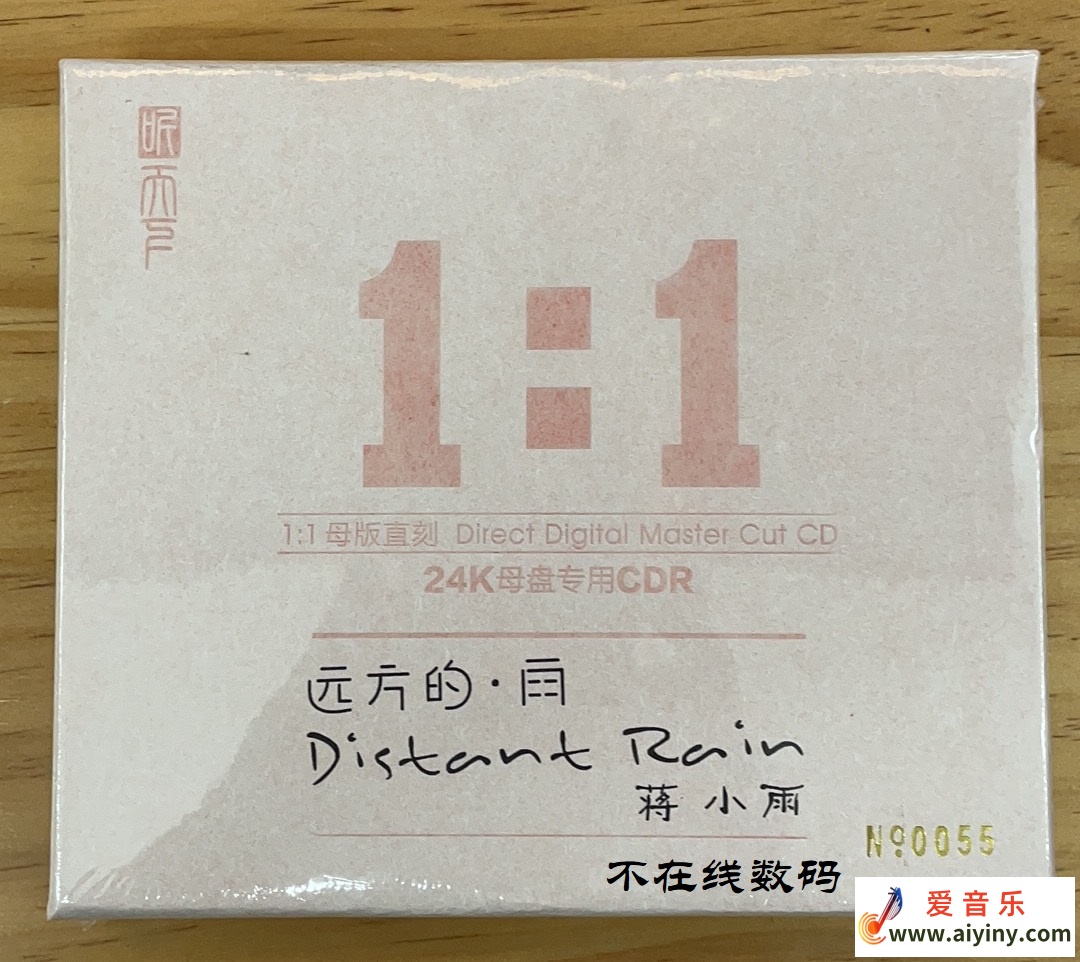 1:1
1:1 母版直刻 Direct Digital Master Cut CD
24K母盘专用CDR
远方的·雨
Distant Rain
蒋小雨
№0055
不在线数码
爱音乐
www.aiyiny.com